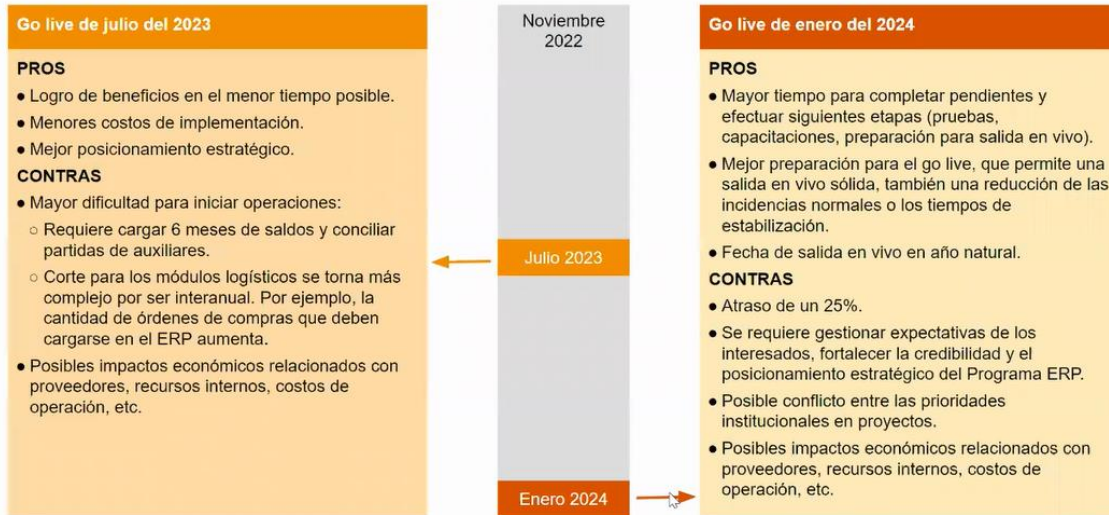 Go live de julio del 2023
PROS
● Logro de beneficios en el menor tiempo posible.
● Menores costos de implementación.
● Mejor posicionamiento estratégico.
CONTRAS
● Mayor dificultad para iniciar operaciones:
○ Requiere cargar 6 meses de saldos y conciliar
partidas de auxiliares.
○ Corte para los módulos logísticos se torna más
complejo por ser interanual. Por ejemplo, la
cantidad de órdenes de compras que deben
cargarse en el ERP aumenta.
● Posibles impactos económicos relacionados con
proveedores, recursos internos, costos de
operación, etc.
Noviembre
2022
Julio 2023
Enero 2024
Go live de enero del 2024
PROS
● Mayor tiempo para completar pendientes y
efectuar siguientes etapas (pruebas,
capacitaciones, preparación para salida en vivo).
● Mejor preparación para el go live, que permite una
salida en vivo sólida, también una reducción de las
incidencias normales o los tiempos de
estabilización.
● Fecha de salida en vivo en año natural.
CONTRAS
● Atraso de un 25%.
● Se requiere gestionar expectativas de los
interesados, fortalecer la credibilidad y el
posicionamiento estratégico del Programa ERP.
● Posible conflicto entre las prioridades
institucionales en proyectos.
● Posibles impactos económicos relacionados con
proveedores, recursos internos, costos de
operación, etc.